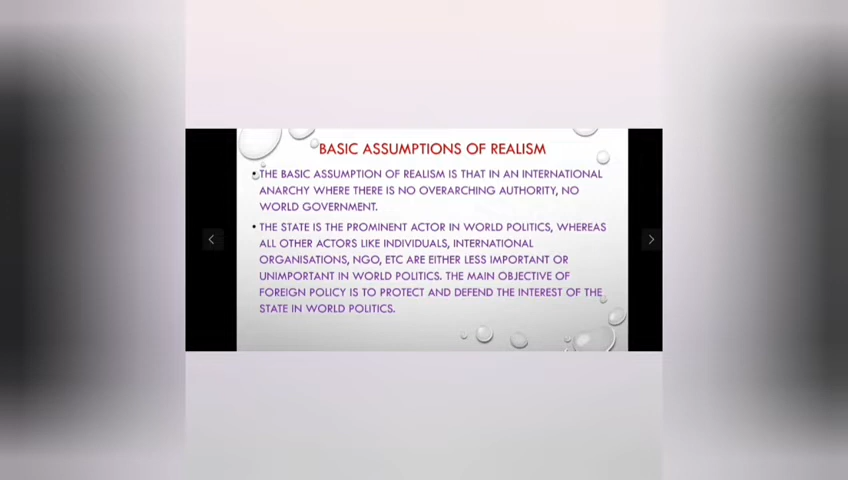 BASIC ASSUMPTIONS OF REALISM
• THE BASIC ASSUMPTION OF REALISM IS THAT IN AN INTERNATIONAL
ANARCHY WHERE THERE IS NO OVERARCHING AUTHORITY, NO
WORLD GOVERNMENT.
• THE STATE IS THE PROMINENT ACTOR IN WORLD POLITICS, WHEREAS
ALL OTHER ACTORS LIKE INDIVIDUALS, INTERNATIONAL
ORGANISATIONS, NGO, ETC ARE EITHER LESS IMPORTANT OR
UNIMPORTANT IN WORLD POLITICS. THE MAIN OBJECTIVE OF
FOREIGN POLICY IS TO PROTECT AND DEFEND THE INTEREST OF THE
STATE IN WORLD POLITICS.